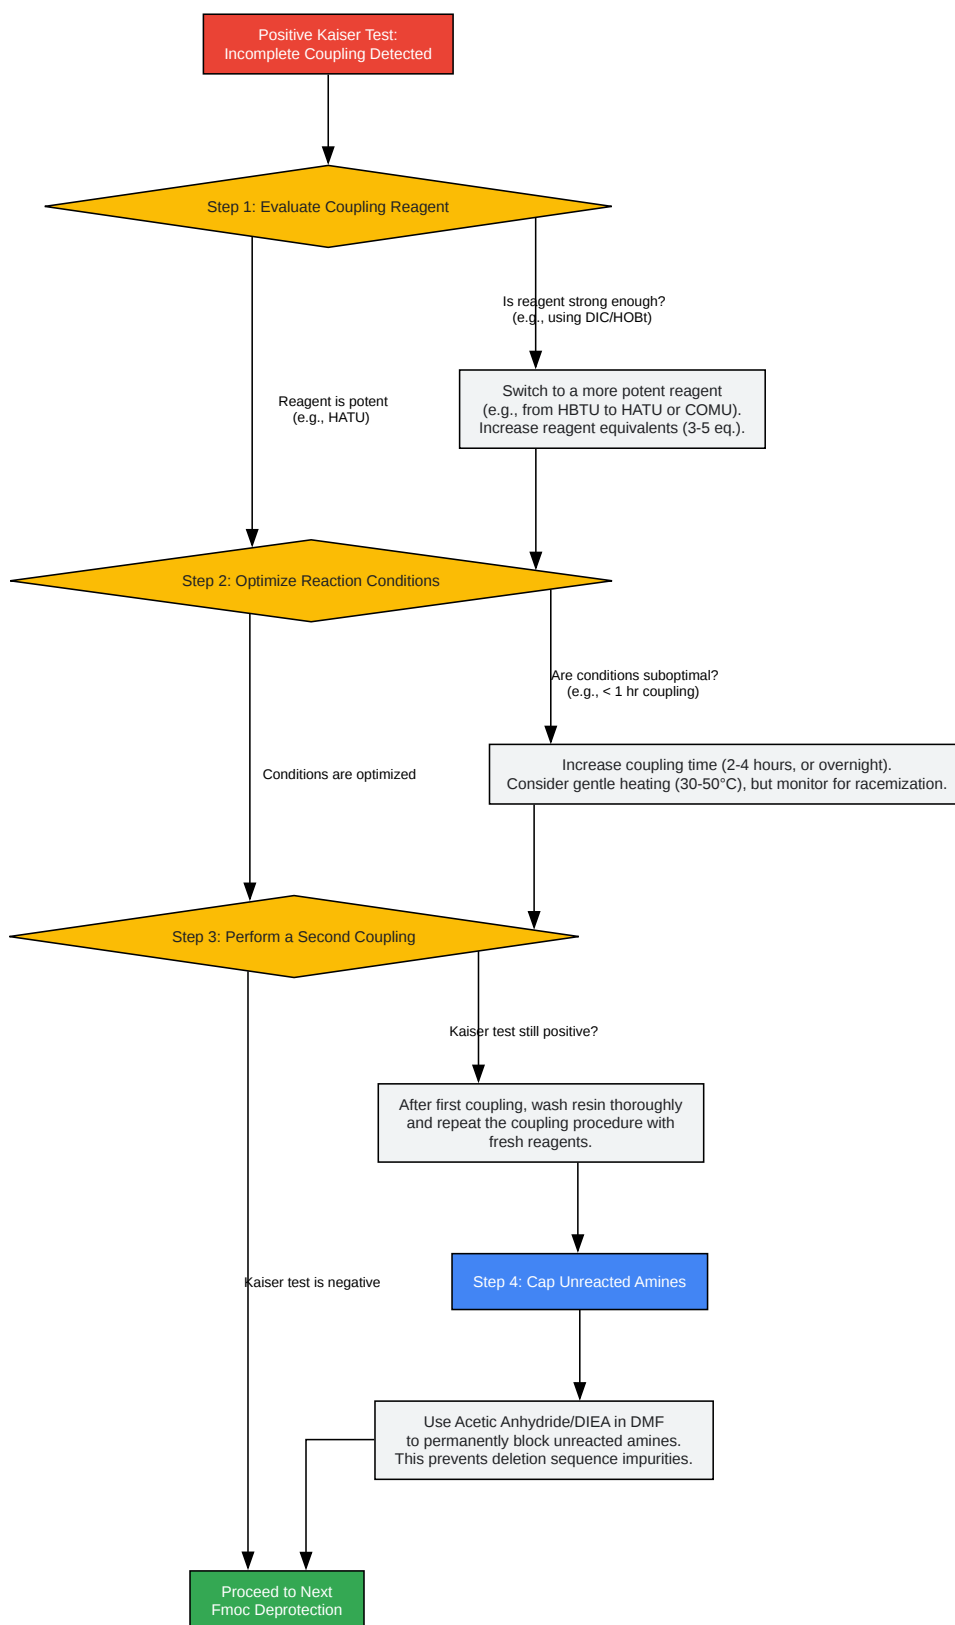 Positive Kaiser Test:
Incomplete Coupling Detected
Step 1: Evaluate Coupling Reagent
Is reagent strong enough?
(e.g., using DIC/HOBt)
Switch to a more potent reagent
(e.g., from HBTU to HATU or COMU).
Increase reagent equivalents (3-5 eq.).
Reagent is potent
(e.g., HATU)
Step 2: Optimize Reaction Conditions
Are conditions suboptimal?
(e.g., < 1 hr coupling)
Increase coupling time (2-4 hours, or overnight).
Consider gentle heating (30-50°C), but monitor for racemization.
Conditions are optimized
Step 3: Perform a Second Coupling
Kaiser test still positive?
After first coupling, wash resin thoroughly
and repeat the coupling procedure with
fresh reagents.
Step 4: Cap Unreacted Amines
Kaiser test is negative
Use Acetic Anhydride/DIEA in DMF
to permanently block unreacted amines.
This prevents deletion sequence impurities.
Proceed to Next
Fmoc Deprotection